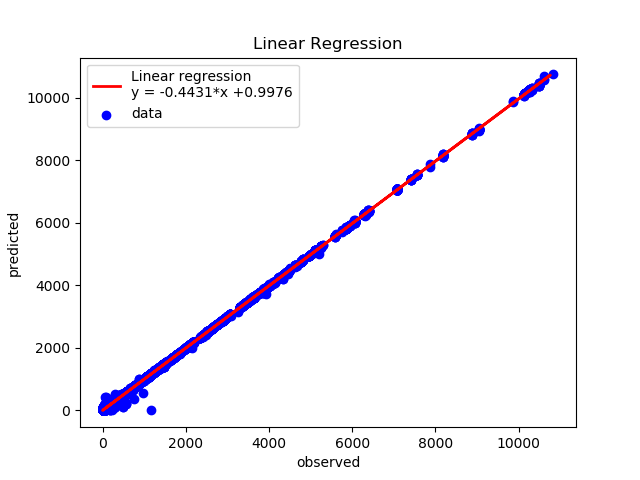 Linear Regression
Linear regression
y = -0.4431*x +0.9976
data
10000
8000
6000
4000
2000
0
predicted
0 2000 4000 6000 8000 10000
observed